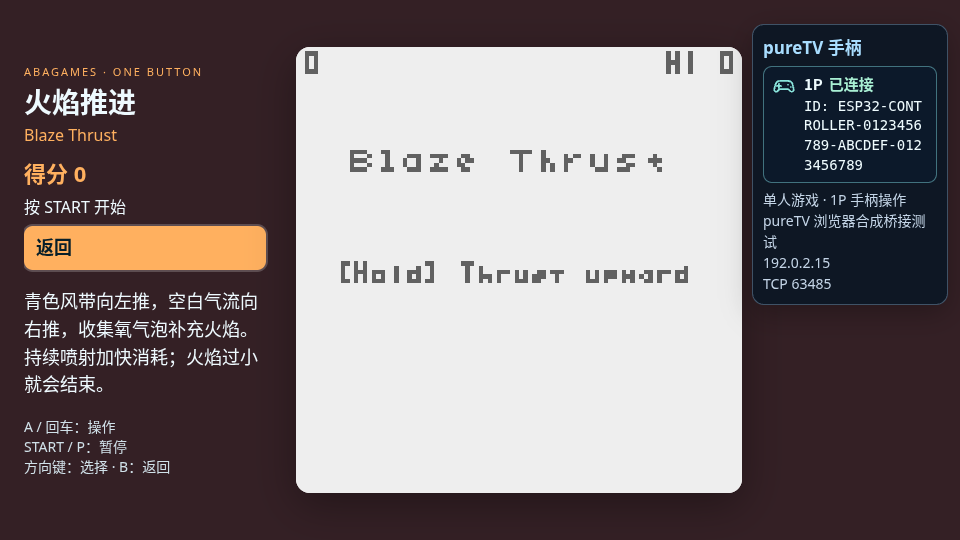 ABAGAMES · ONE BUTTON
火焰推进
Blaze Thrust
得分 0
按 START 开始
返回
青色风带向左推，空白气流向
右推，收集氧气泡补充火焰。
持续喷射加快消耗；火焰过小
就会结束。
A / 回车：操作
START / P：暂停
方向键：选择 · B：返回
0
HI 0
Blaze Thrust
[Hold] Thrust upward
pureTV 手柄
1P 已连接
ID: ESP32-CONT
ROLLER-0123456
789-ABCDEF-012
3456789
单人游戏 · 1P 手柄操作
pureTV 浏览器合成桥接测
试
192.0.2.15
TCP 63485